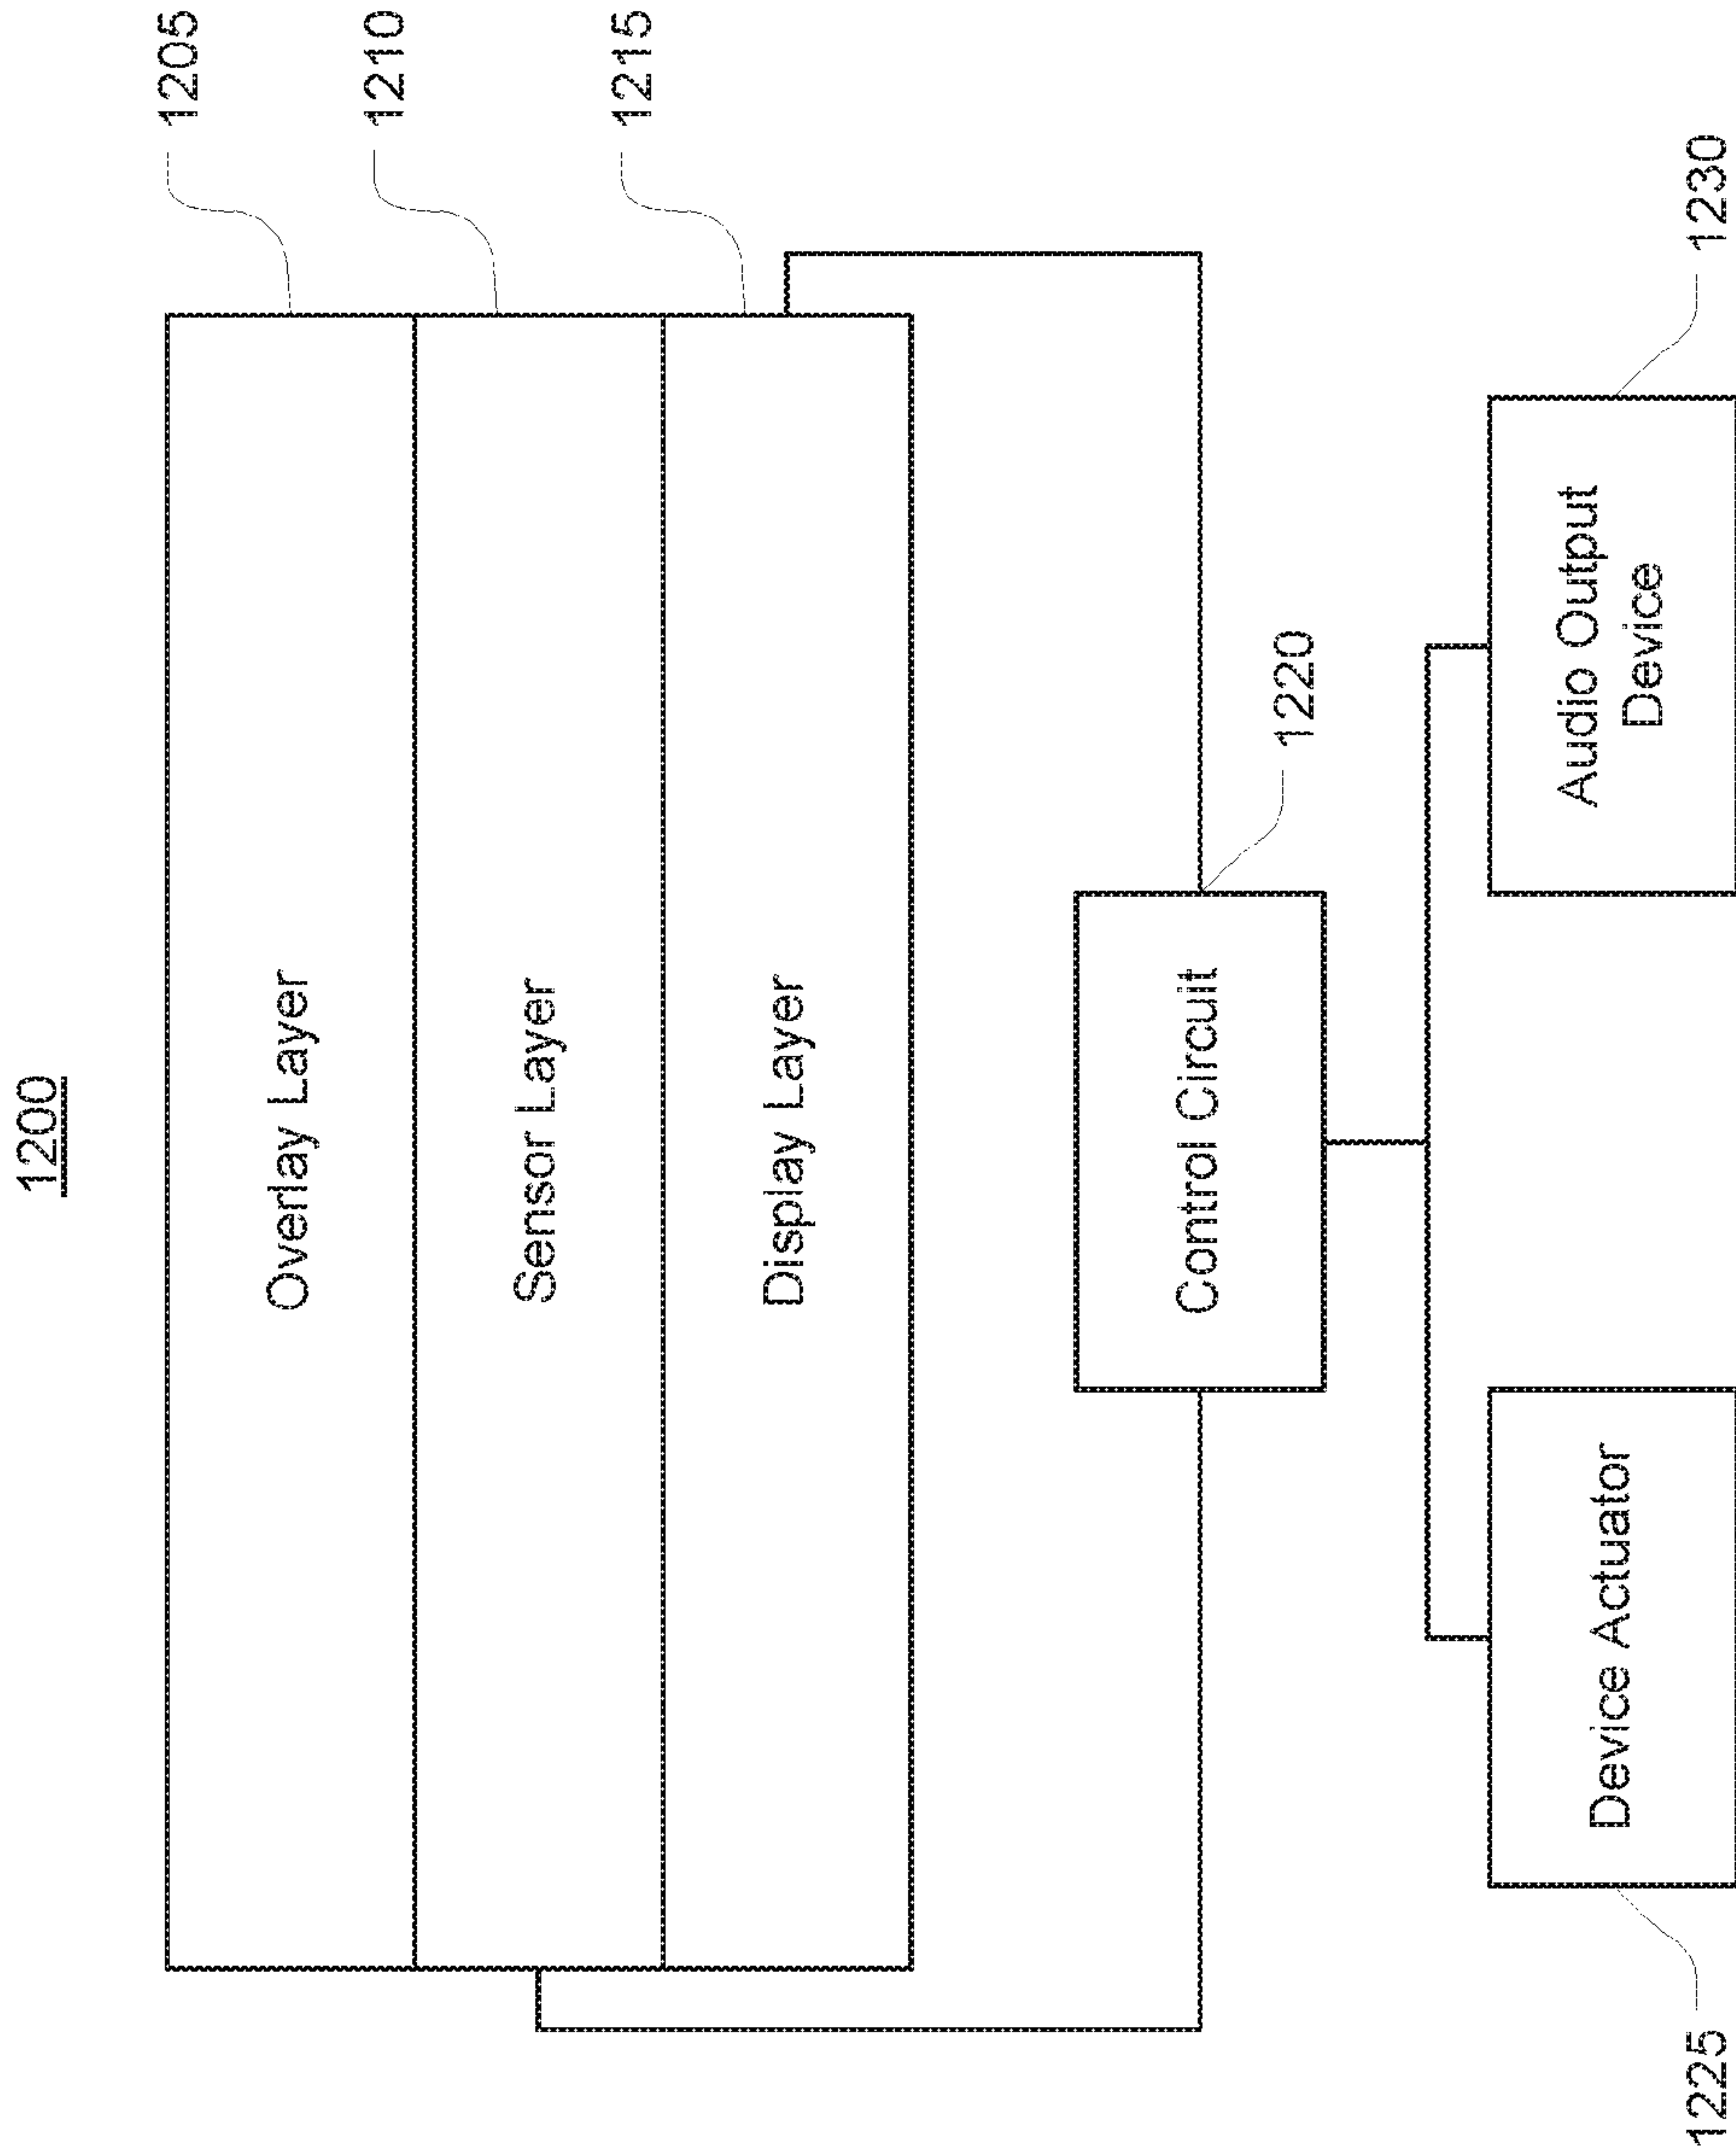 1200
1205
Overlay Layer
1210
Sensor Layer
1215
Display Layer
Control Circuit
1220
Device Actuator
Audio Output
Device
1225
1230